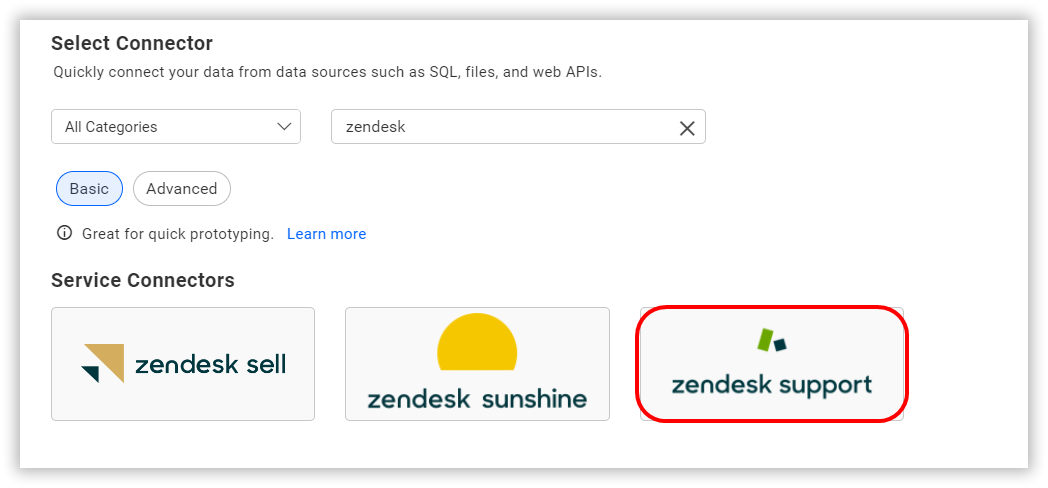 Select Connector
Quickly connect your data from data sources such as SQL, files, and web APIs.
All Categories
zendesk
Basic
Advanced
Great for quick prototyping. Learn more
Service Connectors
zendesk sell
zendesk sunshine
zendesk support